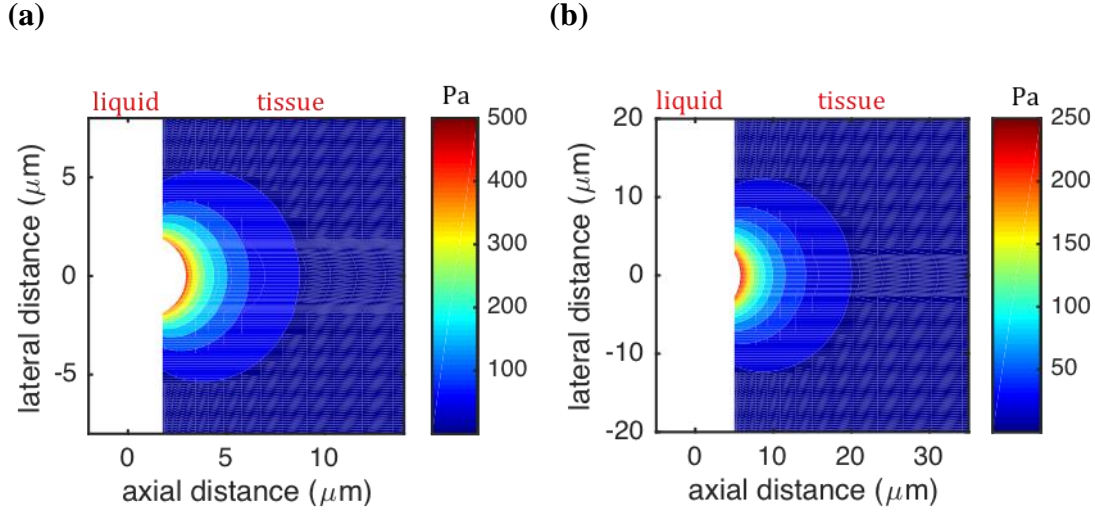 (a)
(b)
liquid tissue Pa
500
400
300
200
100
5
0
-5
lateral distance (μm)
0 5 10
axial distance (μm)
liquid tissue Pa
250
200
150
100
50
20
10
0
-10
-20
lateral distance (μm)
0 10 20 30
axial distance (μm)